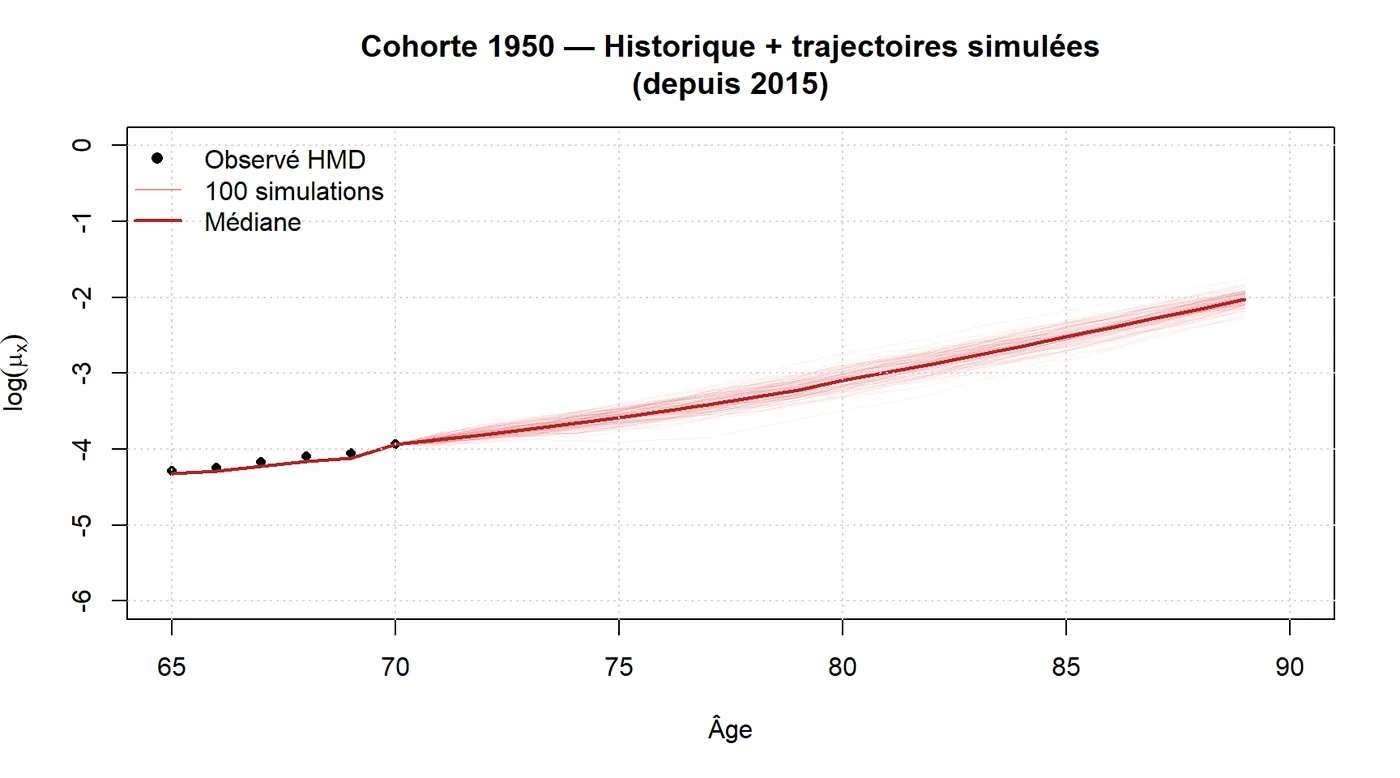 Cohorte 1950 — Historique + trajectoires simulées
(depuis 2015)
Observé HMD
100 simulations
Médiane
log(μx)
0
-1
-2
-3
-4
-5
-6
65 70 75 80 85 90
Âge